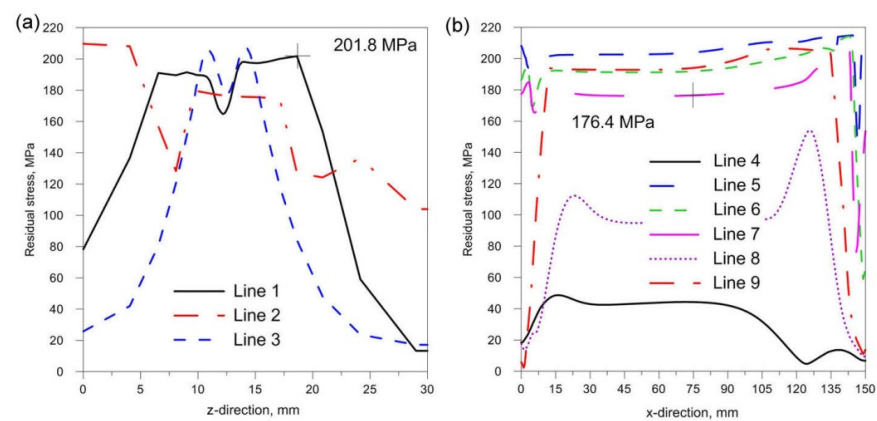 (a)
220
200
180
160
140
120
100
80
60
40
20
0
Residual stress, MPa
201.8 MPa
Line 1
Line 2
Line 3
0
5
10
15
20
25
30
z-direction, mm
(b)
220
200
180
160
140
120
100
80
60
40
20
0
Residual stress, MPa
176.4 MPa
Line 4
Line 5
Line 6
Line 7
Line 8
Line 9
0
15
30
45
60
75
90
105
120
135
150
x-direction, mm